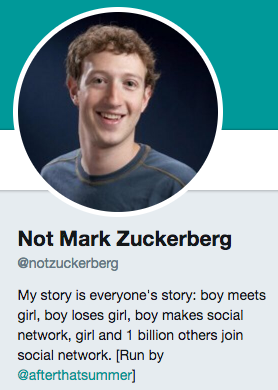 Not Mark Zuckerberg
@notzuckerberg
My story is everyone's story: boy meets
girl, boy loses girl, boy makes social
network, girl and 1 billion others join
social network. [Run by
@afterthatsummer]